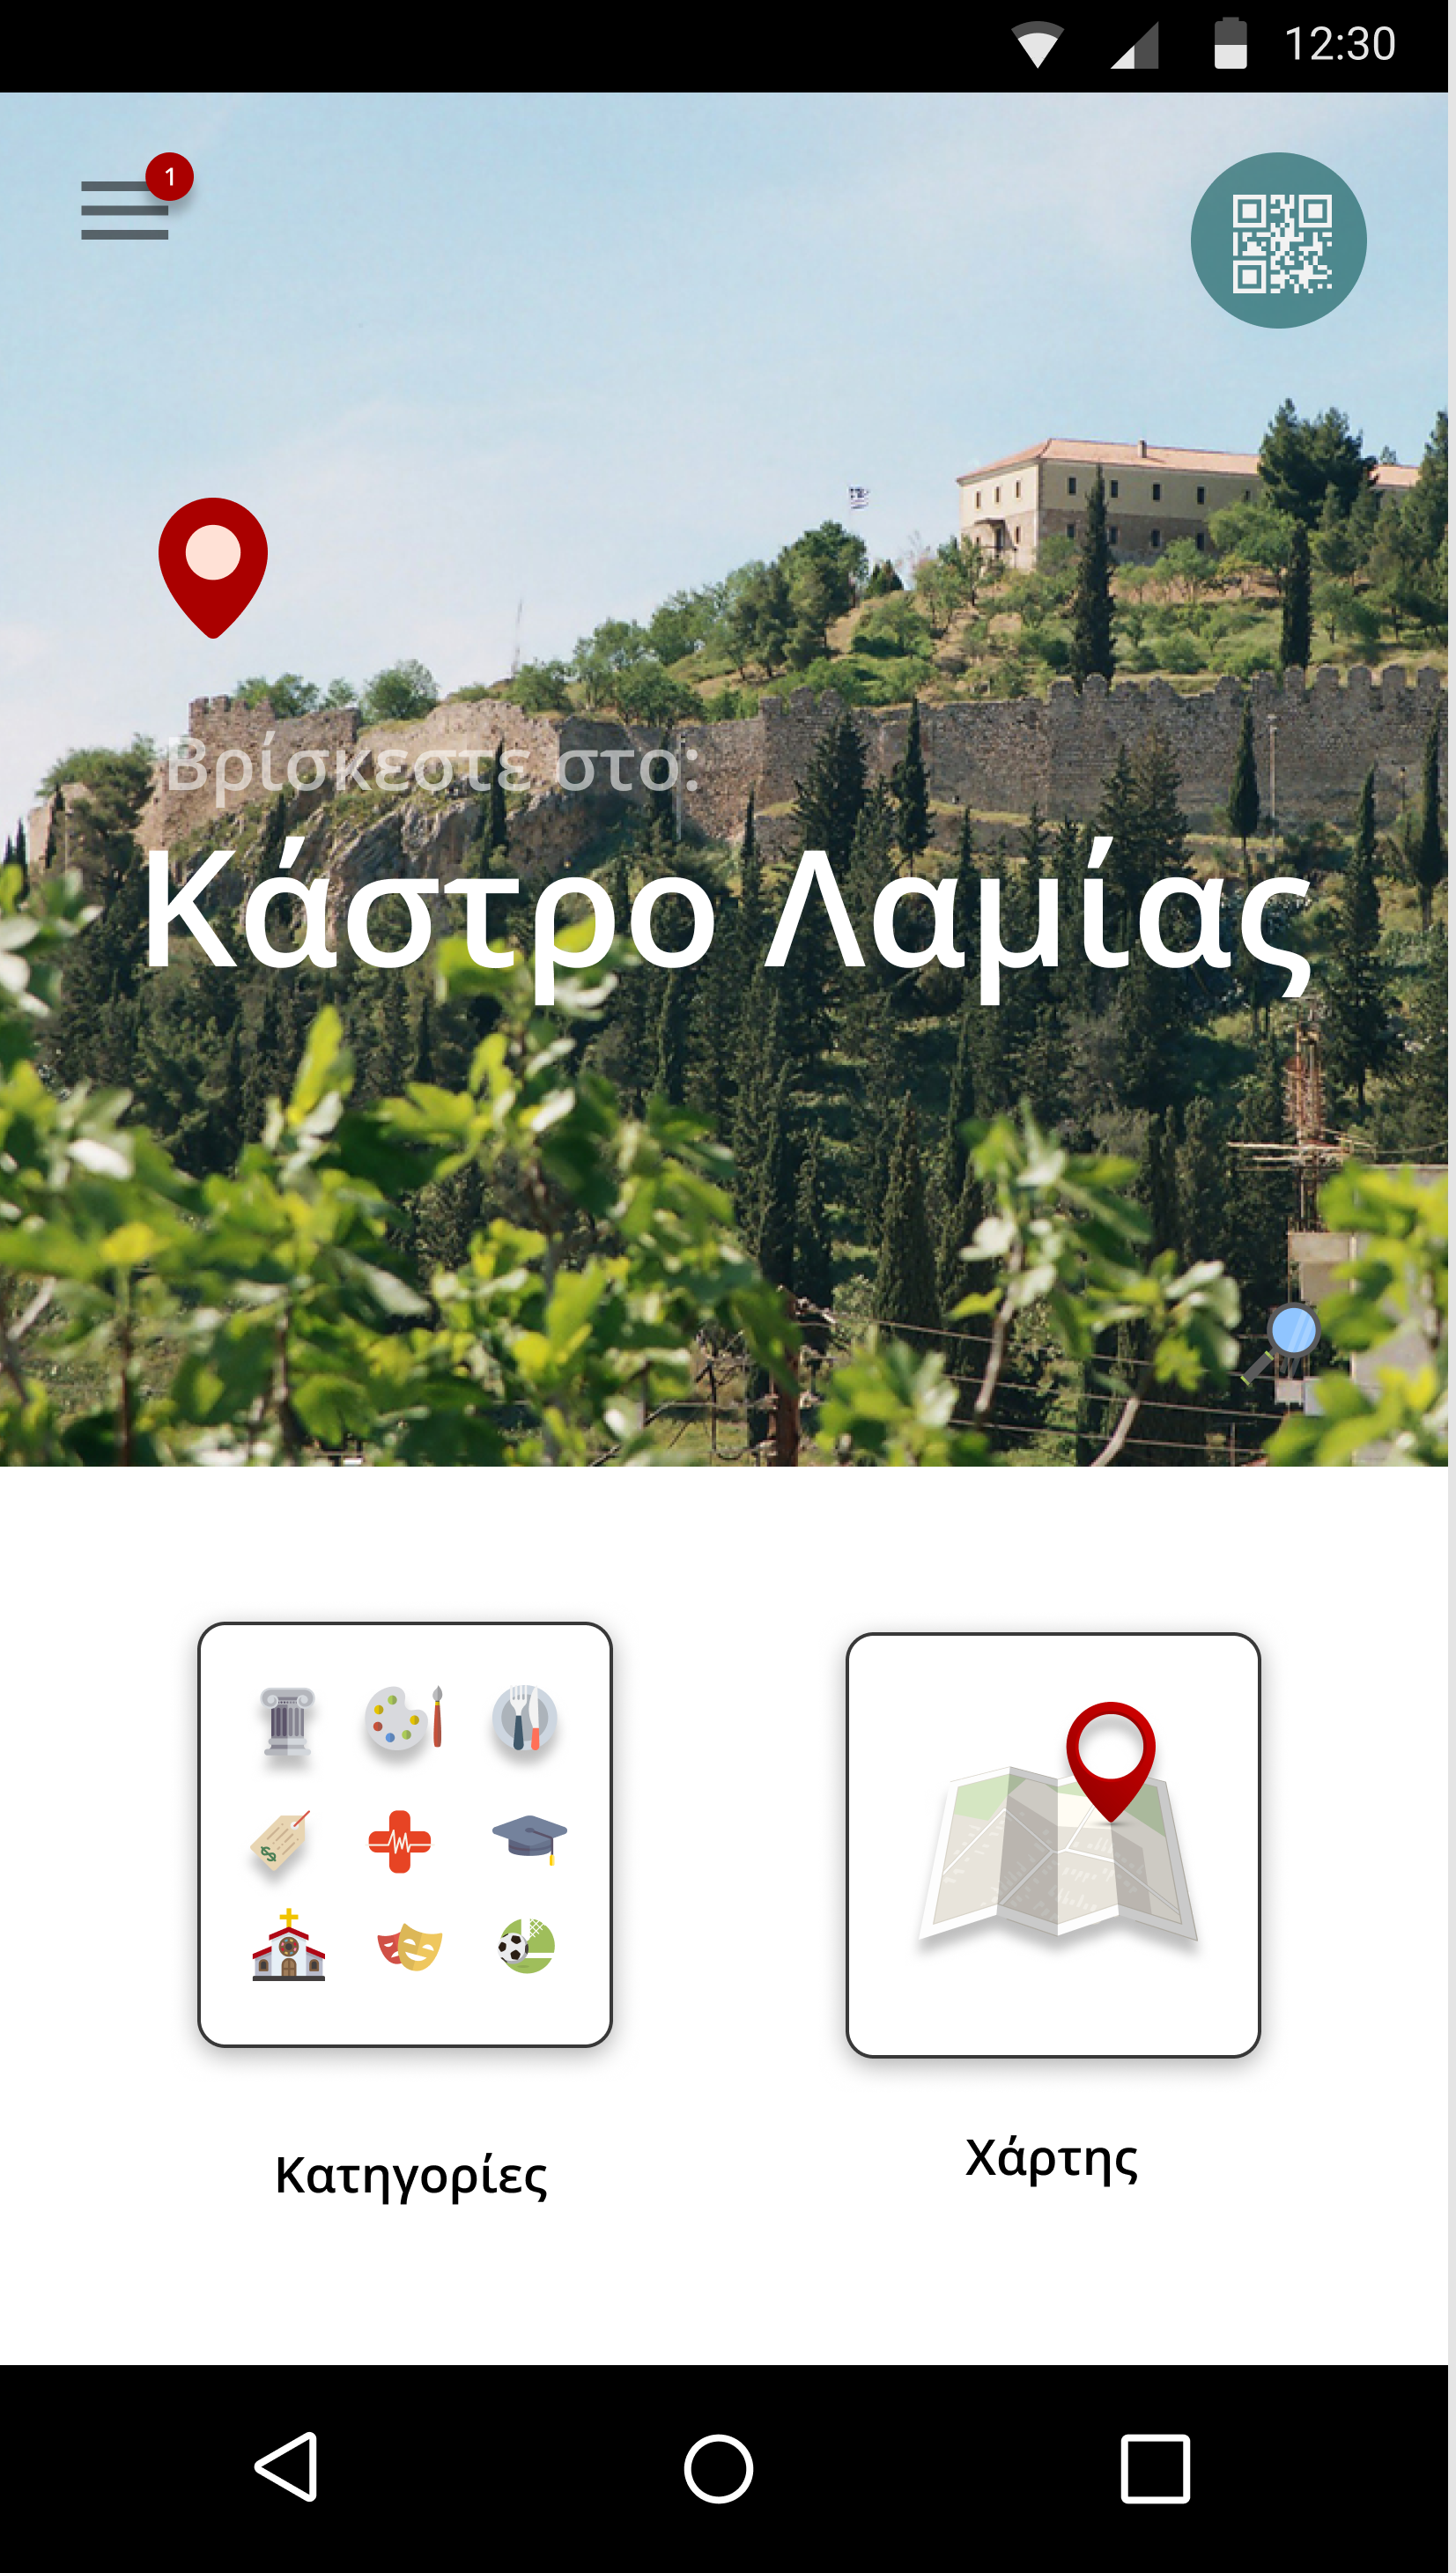 12:30
1
Βρίσκεστε στο:
Κάστρο Λαμίας
$
Κατηγορίες
Χάρτης